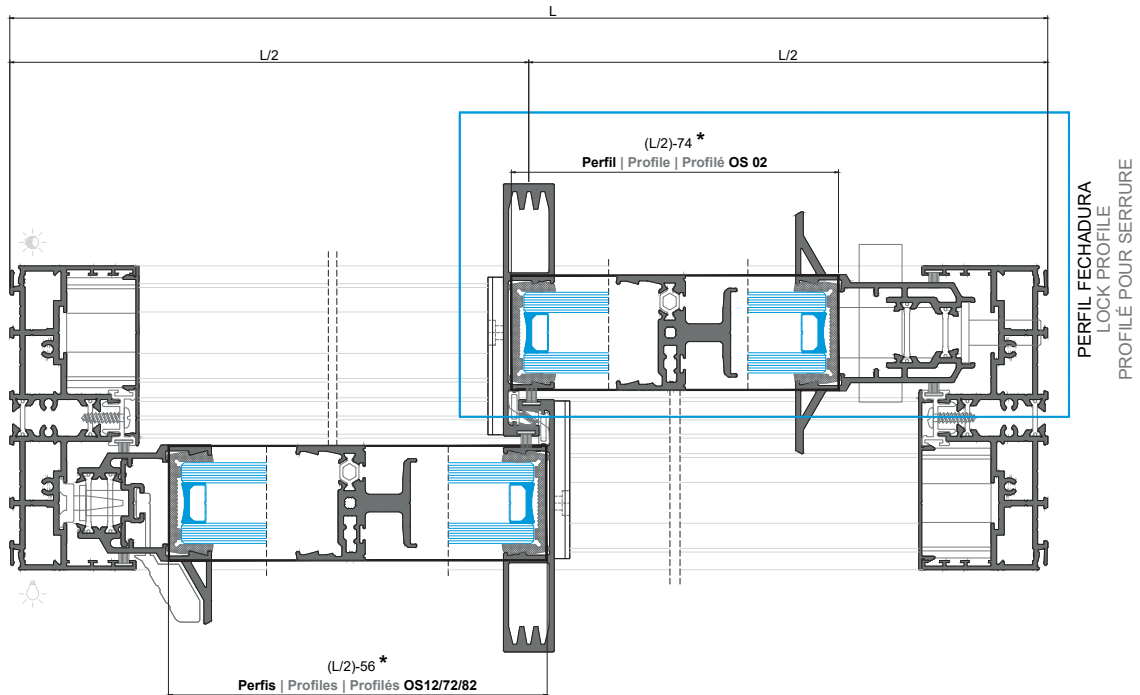 L
L/2
L/2
(L/2)-74 *
Perfil | Profile | Profilé OS 02
PERFIL FECHADURA
LOCK PROFILE
PROFILÉ POUR SERRURE
(L/2)-56 *
Perfis | Profiles | Profilés OS12/72/82